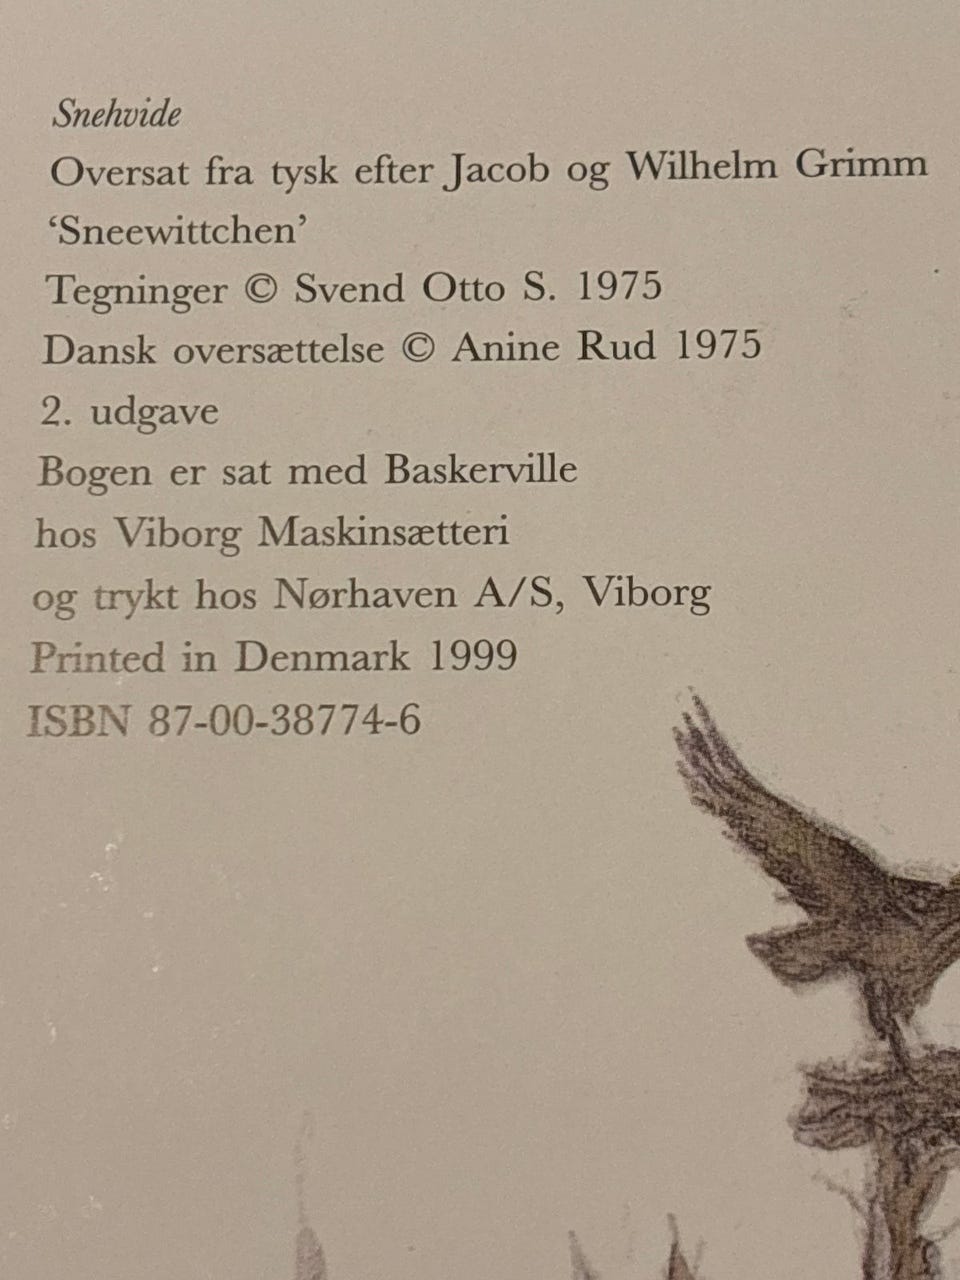 Snehvide
Oversat fra tysk efter Jacob og Wilhelm Grimm
‘Sneewittchen’
Tegninger © Svend Otto S. 1975
Dansk oversættelse © Anine Rud 1975
2. udgave
Bogen er sat med Baskerville
hos Viborg Maskinsætteri
og trykt hos Nørhaven A/S, Viborg
Printed in Denmark 1999
ISBN 87-00-38774-6